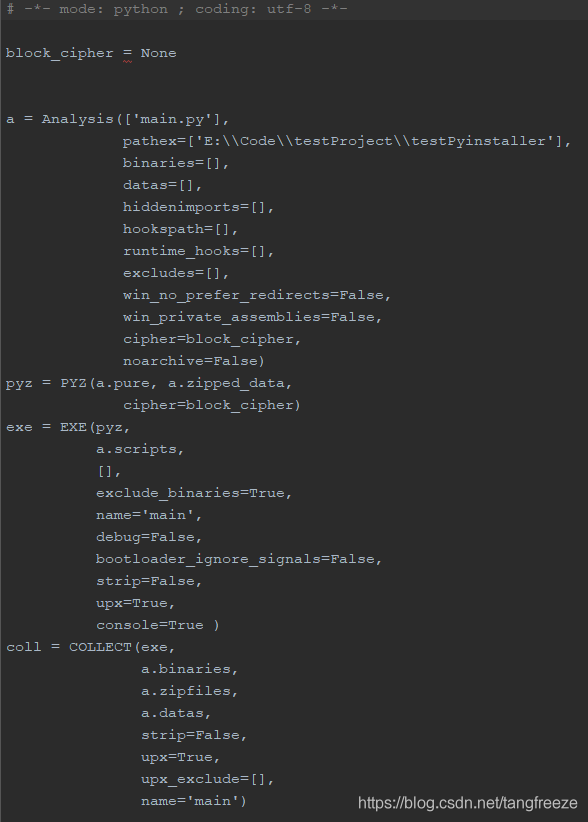 # -*- mode: python ; coding: utf-8 -*-
block_cipher = None
a = Analysis(['main.py'],
             pathex=['E:\\Code\\testProject\\testPyinstaller'],
             binaries=[],
             datas=[],
             hiddenimports=[],
             hookspath=[],
             runtime_hooks=[],
             excludes=[],
             win_no_prefer_redirects=False,
             win_private_assemblies=False,
             cipher=block_cipher,
             noarchive=False)
pyz = PYZ(a.pure, a.zipped_data,
             cipher=block_cipher)
exe = EXE(pyz,
          a.scripts,
          [],
          exclude_binaries=True,
          name='main',
          debug=False,
          bootloader_ignore_signals=False,
          strip=False,
          upx=True,
          console=True )
coll = COLLECT(exe,
               a.binaries,
               a.zipfiles,
               a.datas,
               strip=False,
               upx=True,
               upx_exclude=[],
               name='main')
https://blog.csdn.net/tangfreeze